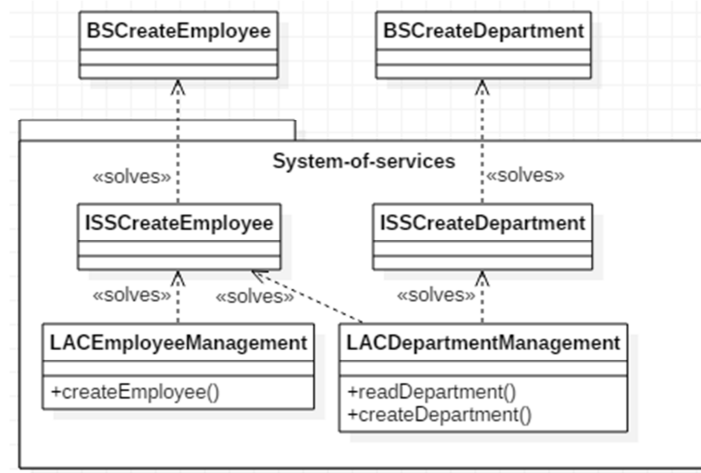 BSCreateEmployee
BSCreateDepartment
System-of-services
«solves»
«solves»
ISSCreateEmployee
ISSCreateDepartment
«solves»
«solves»
«solves»
LACEmployeeManagement
LACDepartmentManagement
+createEmployee()
+readDepartment()
+createDepartment()